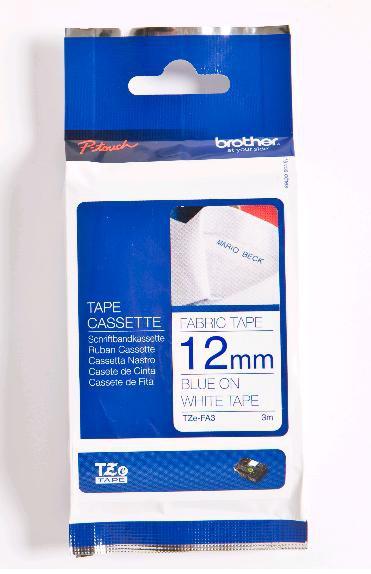 P-touch
brother
at your side
MARIO BECK
TAPE
CASSETTE
Schriftbandkassette
Ruban Cassette
Cassetta Nastro
Casete de Cinta
Cassete de Fita
FABRIC TAPE
12mm
BLUE ON
WHITE TAPE
TZe-FA3 3m
TZe
TAPE